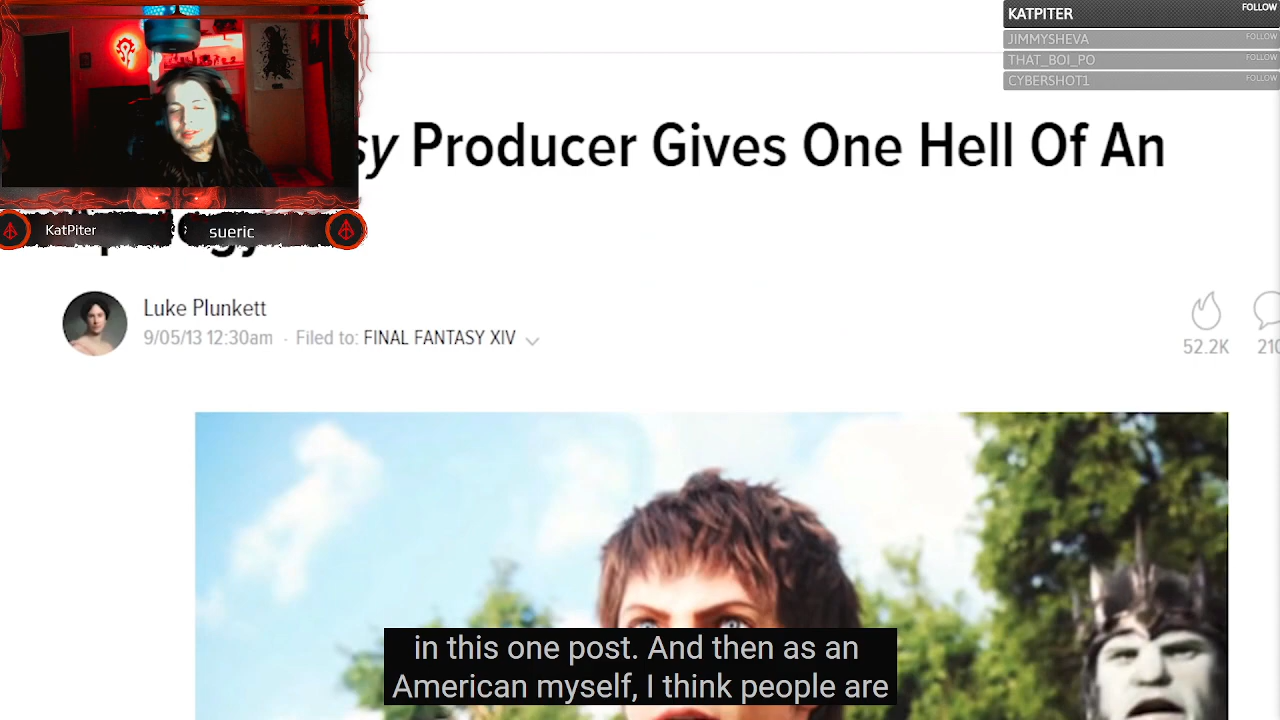 KATPITER FOLLOW
JIMMYSHEVA FOLLOW
THAT_BOI_PO FOLLOW
CYBERSHOT1 FOLLOW
sy Producer Gives One Hell Of An
KatPiter sueric
Luke Plunkett
9/05/13 12:30am · Filed to: FINAL FANTASY XIV
52.2K 210
in this one post. And then as an
American myself, I think people are